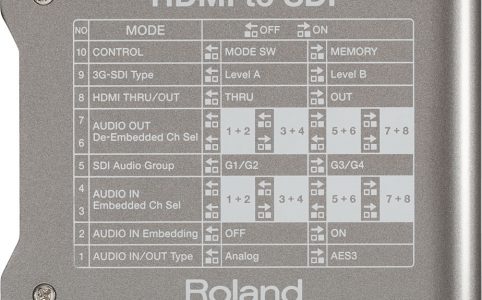 HDMI to SDI
NO MODE OFF ON
10 CONTROL MODE SW MEMORY
9 3G-SDI Type Level A Level B
8 HDMI THRU/OUT THRU OUT
7 AUDIO OUT
6 De-Embedded Ch Sel 1+2 3+4 5+6 7+8
5 SDI Audio Group G1/G2 G3/G4
4 AUDIO IN
3 Embedded Ch Sel 1+2 3+4 5+6 7+8
2 AUDIO IN Embedding OFF ON
1 AUDIO IN/OUT Type Analog AES3
Roland